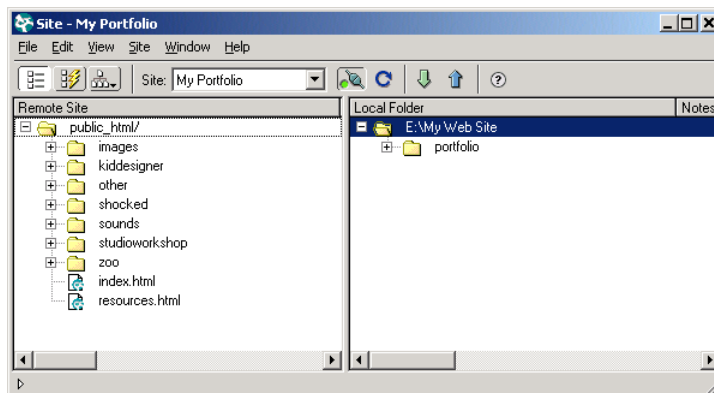 Site - My Portfolio
File Edit View Site Window Help
Site: My Portfolio
Remote Site
public_html/
images
kiddesigner
other
shocked
sounds
studioworkshop
zoo
index.html
resources.html
Local Folder Notes
E:\My Web Site
portfolio